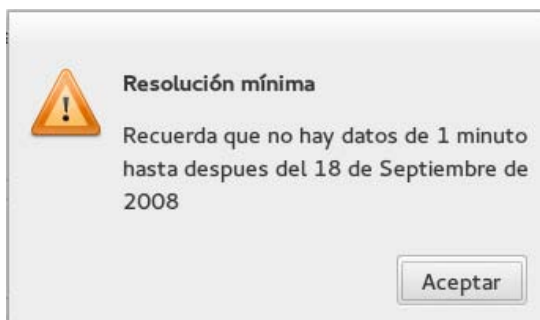 Resolución mínima
Recuerda que no hay datos de 1 minuto
hasta despues del 18 de Septiembre de
2008
Aceptar